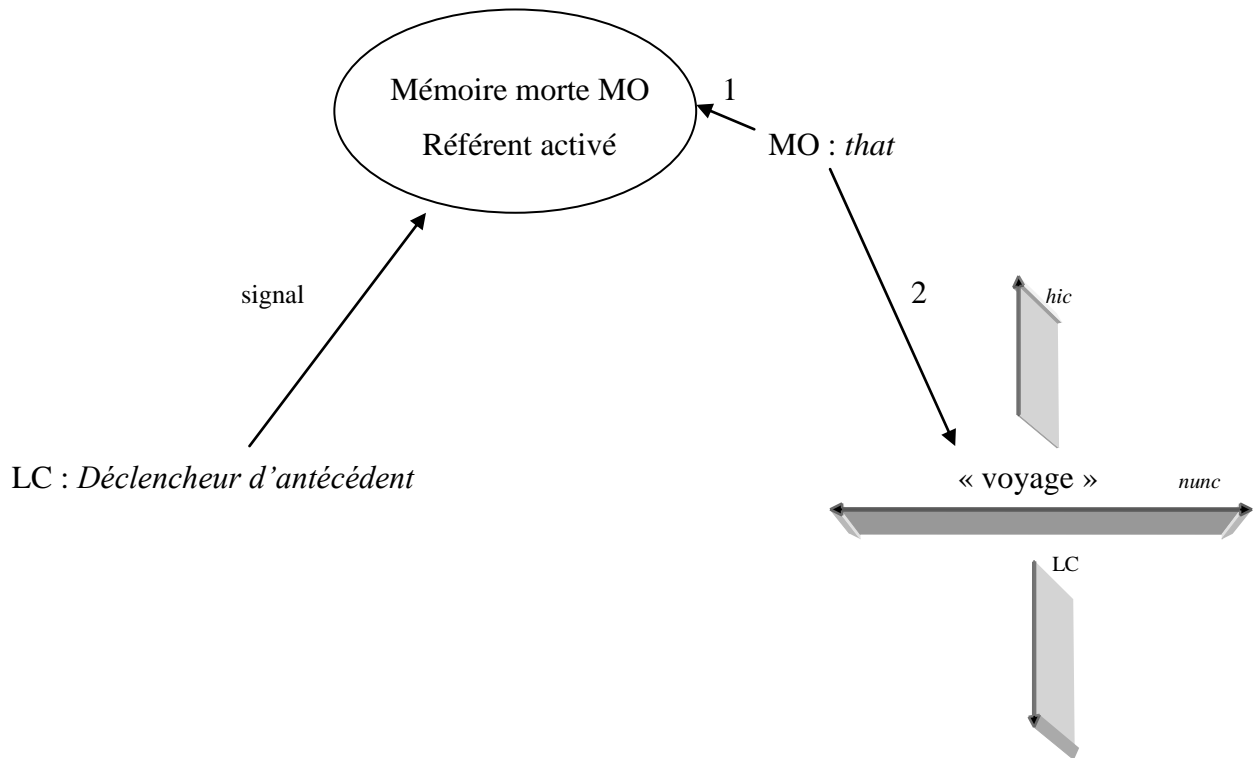 Mémoire morte MO
Référent activé
1
MO : that
signal
2
hic
LC : Déclencheur d’antécédent
« voyage »
nunc
LC